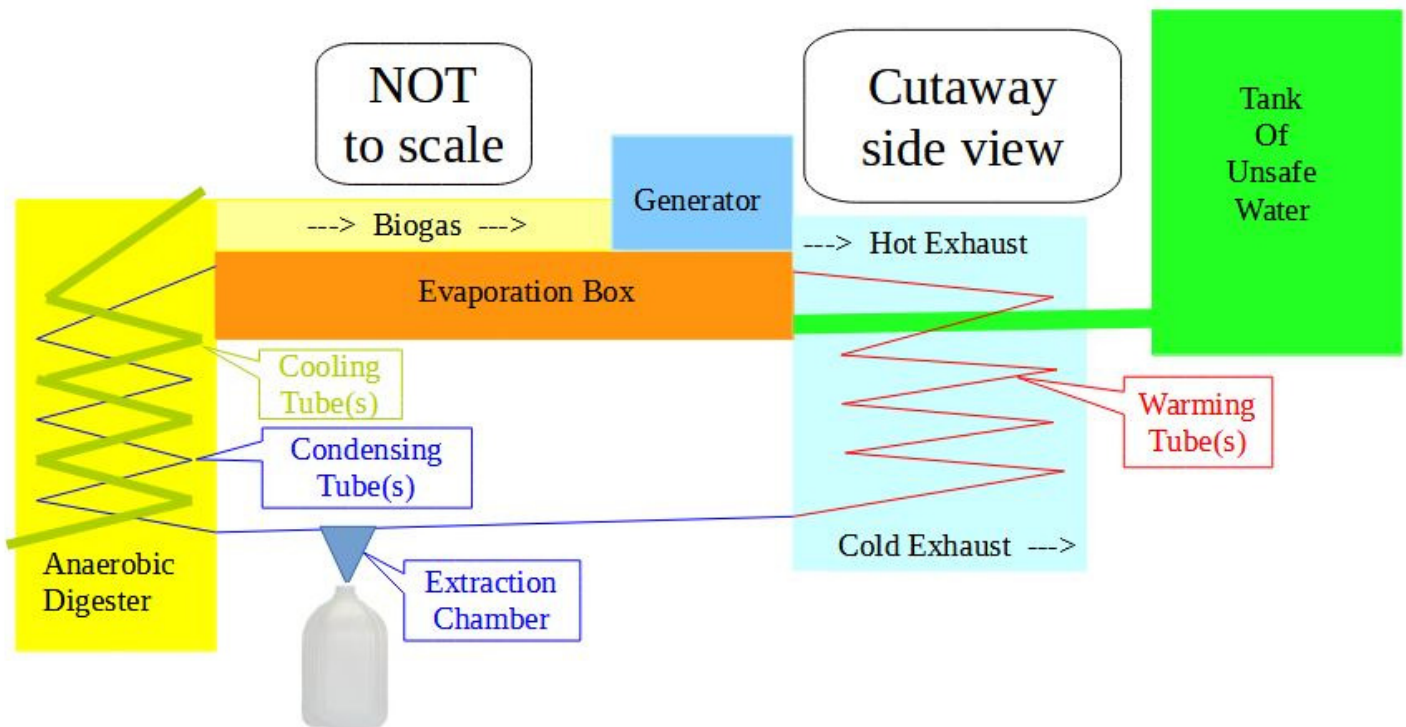 NOT
to scale
Cutaway
side view
Tank
Of
Unsafe
Water
Generator
---> Biogas --->
---> Hot Exhaust
Evaporation Box
Cooling
Tube(s)
Warming
Tube(s)
Condensing
Tube(s)
Cold Exhaust --->
Anaerobic
Digester
Extraction
Chamber